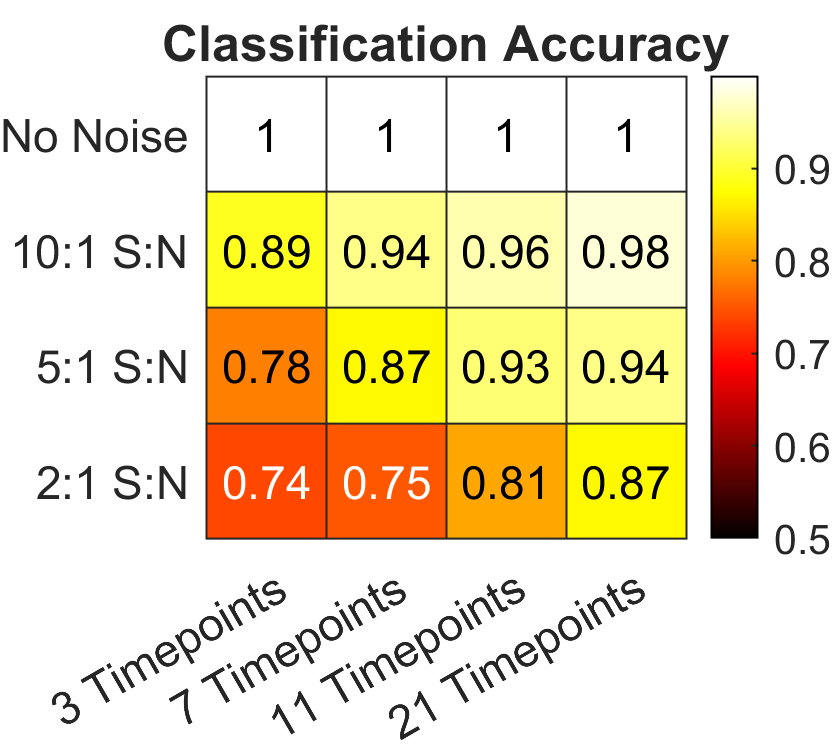 Classification Accuracy
No Noise 1 1 1 1
10:1 S:N 0.89 0.94 0.96 0.98
5:1 S:N 0.78 0.87 0.93 0.94
2:1 S:N 0.74 0.75 0.81 0.87
3 Timepoints
7 Timepoints
11 Timepoints
21 Timepoints
0.9
0.8
0.7
0.6
0.5